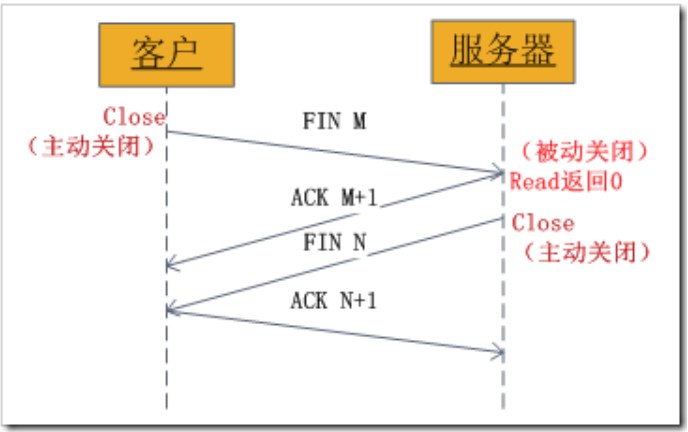 客户
服务器
Close
（主动关闭）
FIN M
（被动关闭）
Read返回0
ACK M+1
Close
（主动关闭）
FIN N
ACK N+1